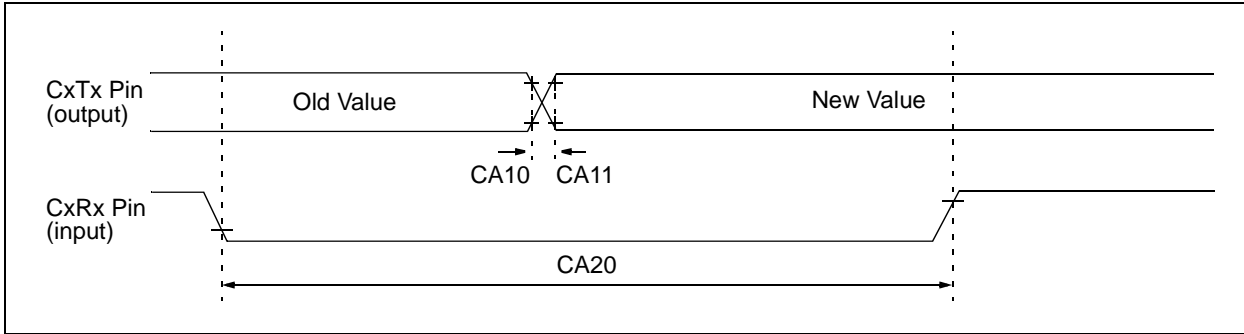 CxTx Pin
(output)
Old Value
New Value
CA10
CA11
CxRx Pin
(input)
CA20